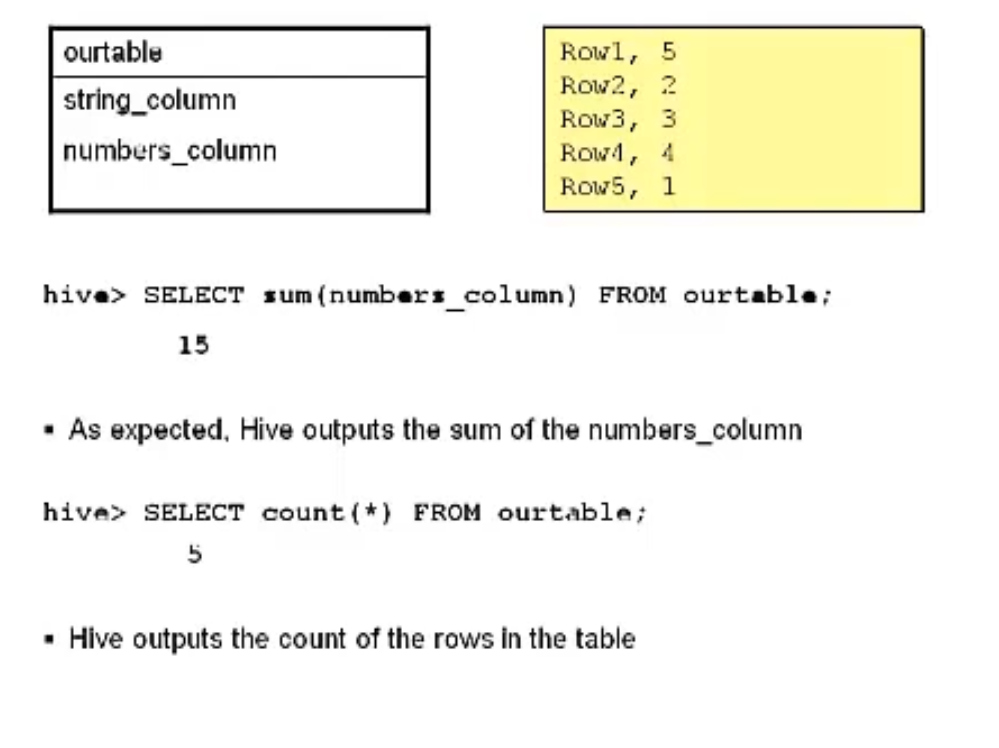 ourtable
string_column
numbers_column
Row1, 5
Row2, 2
Row3, 3
Row4, 4
Row5, 1
hive> SELECT sum(numbers_column) FROM ourtable;
15
▪ As expected, Hive outputs the sum of the numbers_column
hive> SELECT count(*) FROM ourtable;
5
▪ Hive outputs the count of the rows in the table